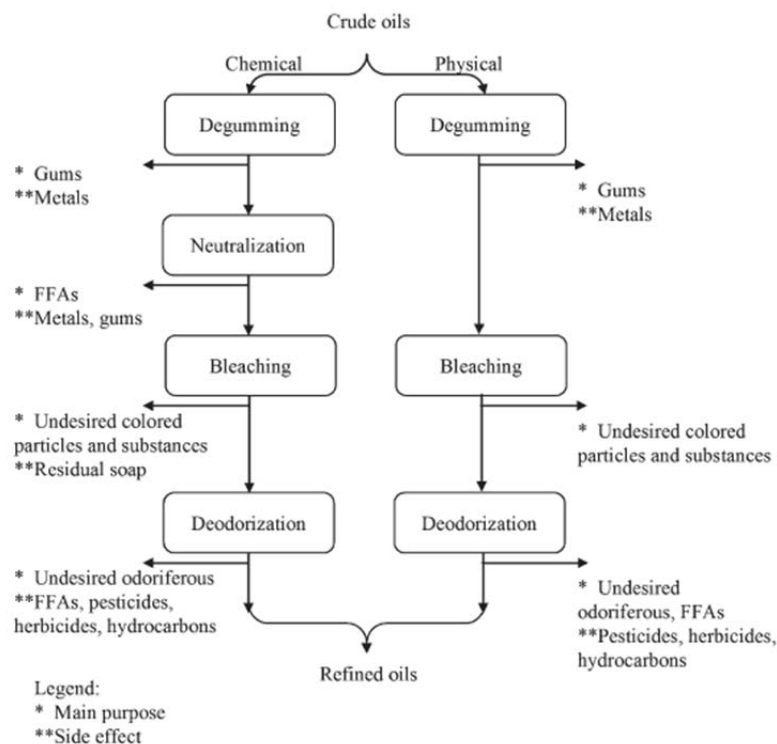 Crude oils
Chemical
Physical
Degumming
Degumming
* Gums
**Metals
* Gums
**Metals
Neutralization
* FFAs
**Metals, gums
Bleaching
Bleaching
* Undesired colored
particles and substances
**Residual soap
* Undesired colored
particles and substances
Deodorization
Deodorization
* Undesired odoriferous
**FFAs, pesticides,
herbicides, hydrocarbons
* Undesired
odoriferous, FFAs
**Pesticides, herbicides,
hydrocarbons
Refined oils
Legend:
* Main purpose
**Side effect